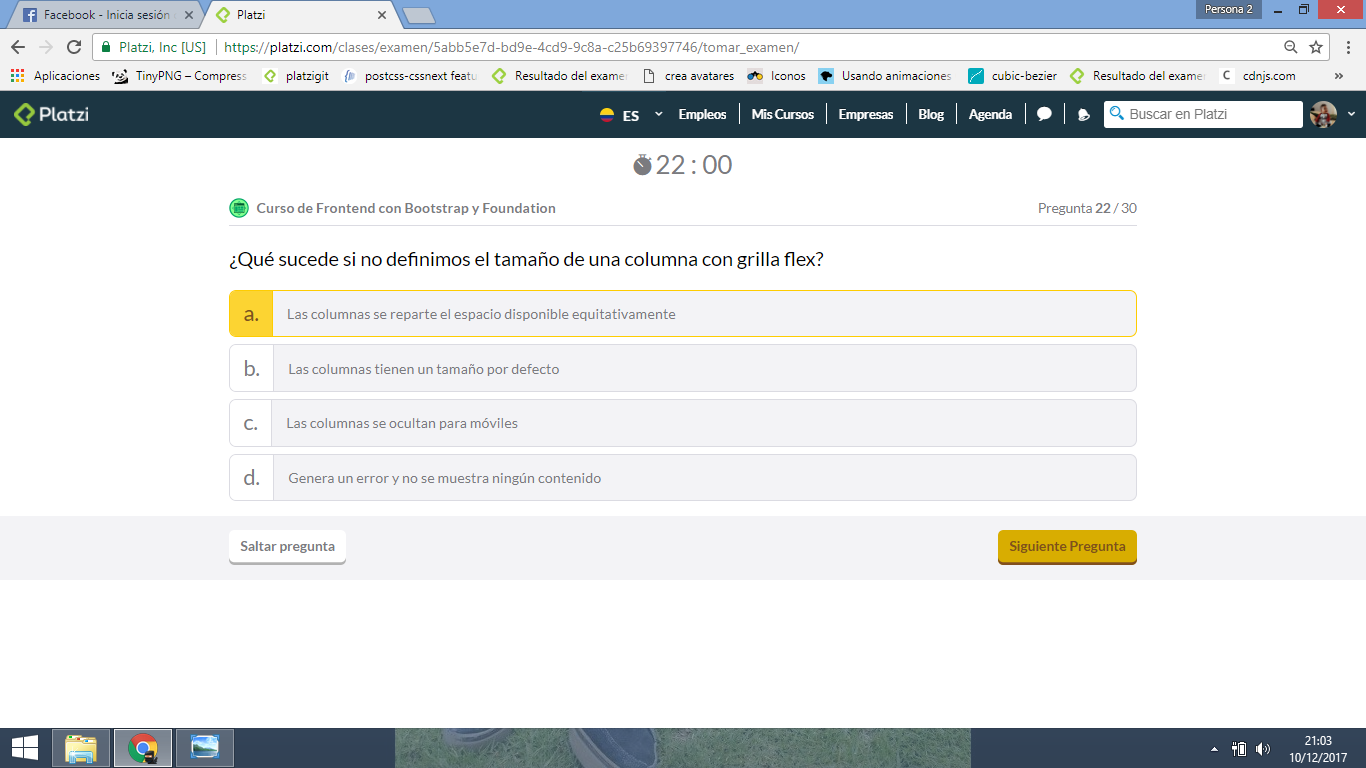 Facebook - Inicia sesión
Platzi
Persona 2
Platzi, Inc [US]
https://platzi.com/clases/examen/5abb5e7d-bd9e-4cd9-9c8a-c25b69397746/tomar_examen/
Aplicaciones
TinyPNG – Compress
platzigit
postcss-cssnext featu
Resultado del exame
crea avatares
Iconos
Usando animaciones
cubic-bezier
Resultado del exame
cdnjs.com
»
Platzi
ES
Empleos
Mis Cursos
Empresas
Blog
Agenda
Buscar en Platzi
22 : 00
Curso de Frontend con Bootstrap y Foundation
Pregunta 22 / 30
¿Qué sucede si no definimos el tamaño de una columna con grilla flex?
a. Las columnas se reparte el espacio disponible equitativamente
b. Las columnas tienen un tamaño por defecto
c. Las columnas se ocultan para móviles
d. Genera un error y no se muestra ningún contenido
Saltar pregunta
Siguiente Pregunta
21:03
10/12/2017